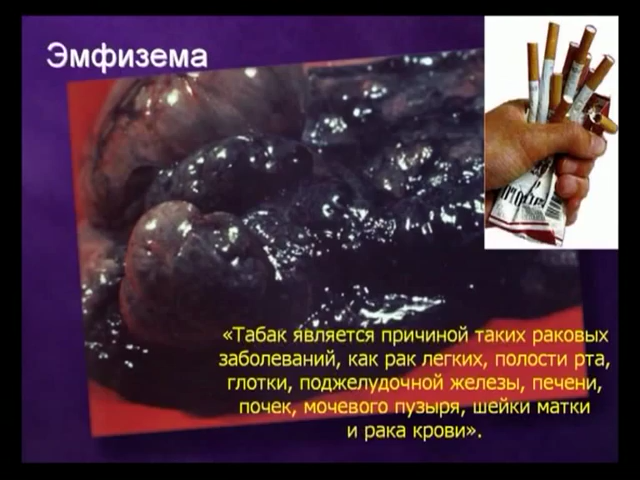 Эмфизема
«Табак является причиной таких раковых
заболеваний, как рак легких, полости рта,
глотки, поджелудочной железы, печени,
почек, мочевого пузыря, шейки матки
и рака крови».